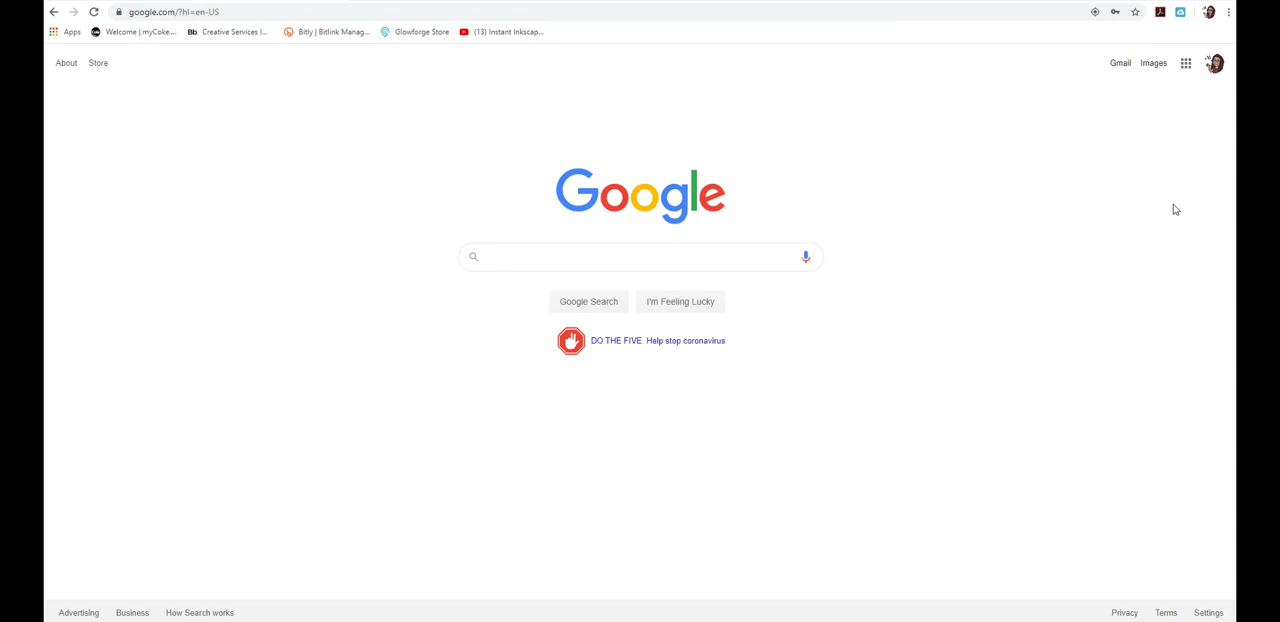 google.com/?hl=en-US
Apps Welcome | myCoke.... Bb Creative Services I... Bitly | Bitlink Manag... Glowforge Store (13) Instant Inkscap...
About Store Gmail Images
Google
Google Search I'm Feeling Lucky
DO THE FIVE. Help stop coronavirus
Advertising Business How Search works Privacy Terms Settings